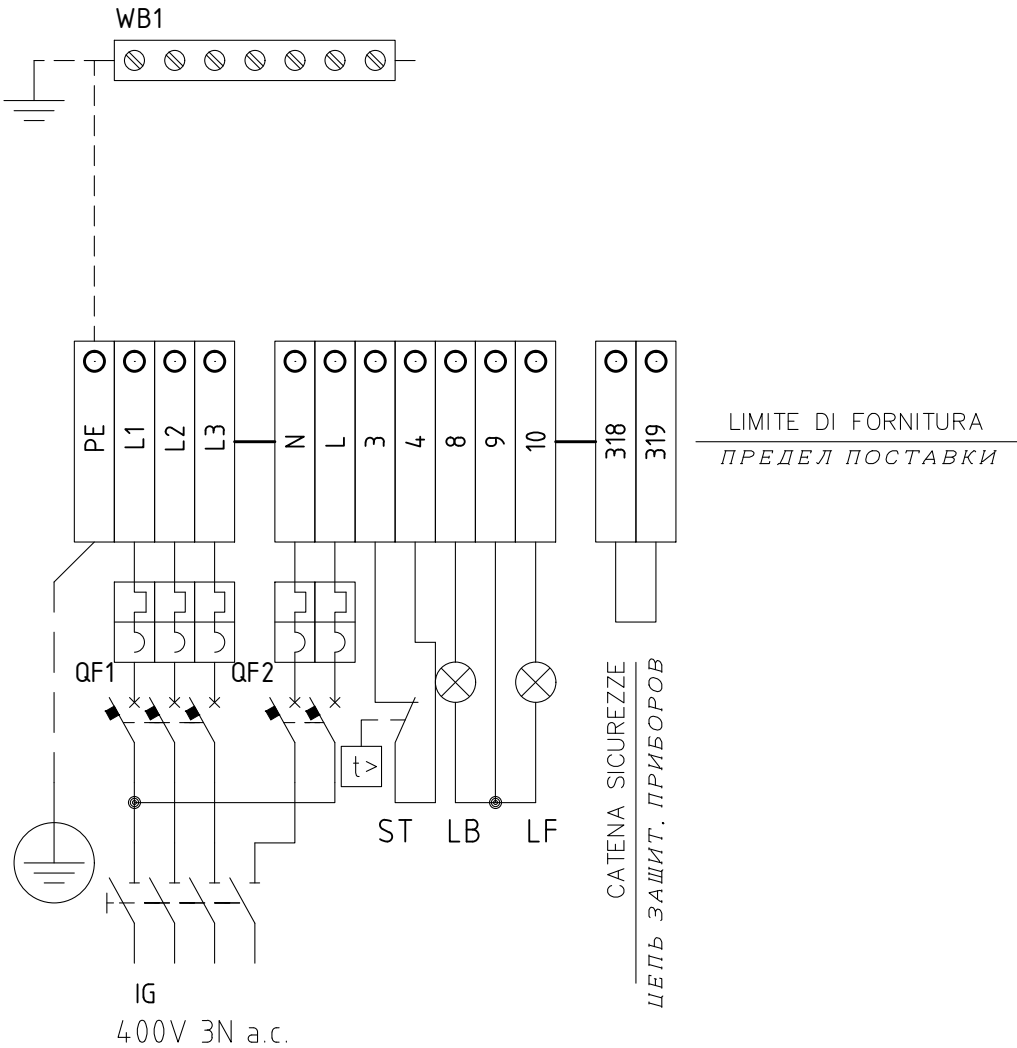 WB1
PE
L1
L2
L3
N
L
3
4
8
9
10
318
319
LIMITE DI FORNITURA
ПРЕДЕЛ ПОСТАВКИ
QF1
QF2
t>
ST
LB
LF
CATENA SICUREZZE
ЦЕПЬ ЗАЩИТ. ПРИБОРОВ
IG
400V 3N a.c.